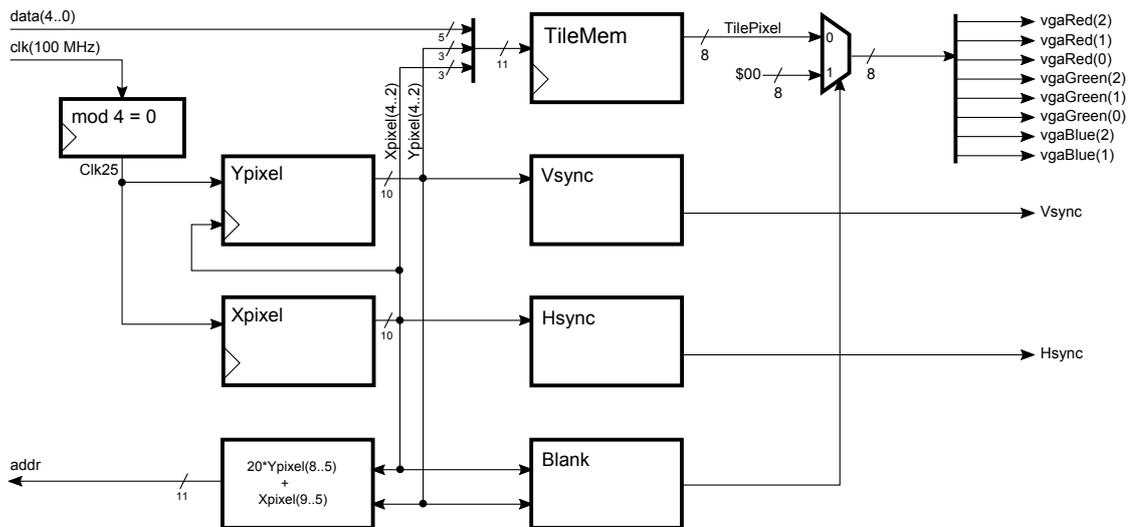 data(4..0)
5
clk(100 MHz)
3
3
11
TileMem
TilePixel
8
0
$00
8
1
8
vgaRed(2)
vgaRed(1)
vgaRed(0)
vgaGreen(2)
vgaGreen(1)
vgaGreen(0)
vgaBlue(2)
vgaBlue(1)
mod 4 = 0
Clk25
Xpixel(4..2)
Ypixel(4..2)
Ypixel
10
Vsync
Vsync
Xpixel
10
Hsync
Hsync
addr
11
20*Ypixel(8..5)
+
Xpixel(9..5)
Blank